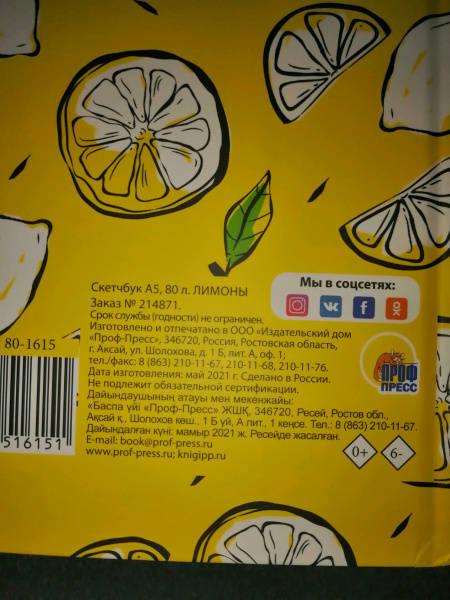 Мы в соцсетях:
Скетчбук А5, 80 л. ЛИМОНЫ
Заказ № 214871.
Срок службы (годности) не ограничен.
Изготовлено и отпечатано в ООО «Издательский дом
«Проф-Пресс», 346720, Россия, Ростовская область,
г. Аксай, ул. Шолохова, д. 1 Б, лит. А, оф. 1;
тел./факс: 8 (863) 210-11-67, 210-11-68, 210-11-76.
Дата изготовления: май 2021 г. Сделано в России.
Не подлежит обязательной сертификации.
Дайындаушының атауы мен мекенжайы:
«Баспа үйі «Проф-Пресс» ЖШҚ, 346720, Ресей, Ростов обл.,
Ақсай қ., Шолохов көш., 1 Б үй, А лит., 1 кеңсе. Тел.: 8 (863) 210-11-67.
Дайындалған күні: мамыр 2021 ж. Ресейде жасалған.
E-mail: book@prof-press.ru
www.prof-press.ru; knigipp.ru
80-1615
516151
ПРОФ
ПРЕСС
0+
6-